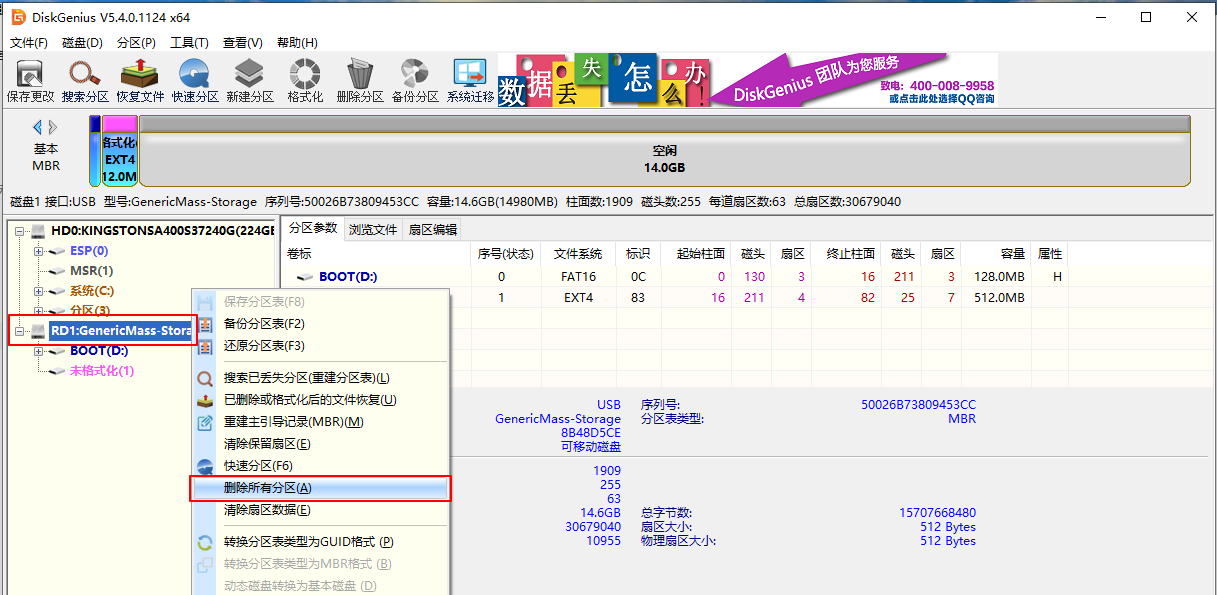 DiskGenius V5.4.0.1124 x64
文件(F) 磁盘(D) 分区(P) 工具(T) 查看(V) 帮助(H)
保存更改 搜索分区 恢复文件 快速分区 新建分区 格式化 删除分区 备份分区 系统迁移
数据丢失怎么办!
DiskGenius 团队为您服务
致电: 400-008-9958
或点击此处选择QQ咨询
基本
MBR
格式化
EXT4
12.0M
空闲
14.0GB
磁盘1 接口:USB 型号:GenericMass-Storage 序列号:50026B73809453CC 容量:14.6GB(14980MB) 柱面数:1909 磁头数:255 每道扇区数:63 总扇区数:30679040
HD0:KINGSTONSA400S37240G(224GB
ESP(0)
MSR(1)
系统(C:)
分区(3)
RD1:GenericMass-Stora
BOOT(D:)
未格式化(1)
分区参数 浏览文件 扇区编辑
卷标 序号(状态) 文件系统 标识 起始柱面 磁头 扇区 终止柱面 磁头 扇区 容量 属性
BOOT(D:) 0 FAT16 0C 0 130 3 16 211 3 128.0MB H
1 EXT4 83 16 211 4 82 25 7 512.0MB
保存分区表(F8)
备份分区表(F2)
还原分区表(F3)
搜索已丢失分区(重建分区表)(L)
已删除或格式化后的文件恢复(U)
重建主引导记录(MBR)(M)
清除保留扇区(E)
快速分区(F6)
删除所有分区(A)
清除扇区数据(E)
转换分区表类型为GUID格式 (P)
转换分区表类型为MBR格式 (B)
动态磁盘转换为基本磁盘 (D)
USB 序列号: 50026B73809453CC
GenericMass-Storage 分区表类型: MBR
8B48D5CE
可移动磁盘
1909
255
63
14.6GB 总字节数: 15707668480
30679040 扇区大小: 512 Bytes
10955 物理扇区大小: 512 Bytes